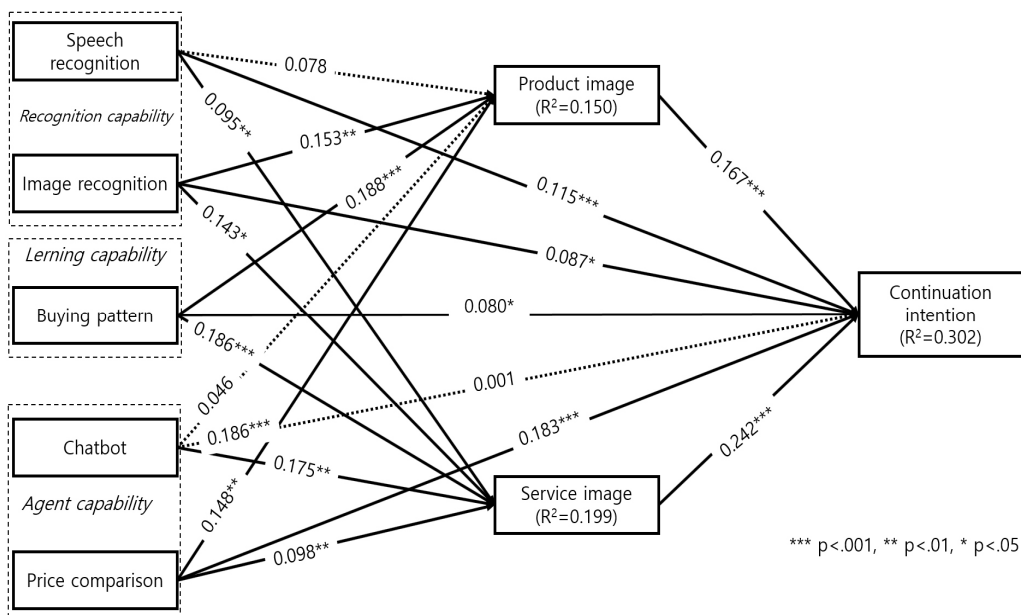 Speech
recognition
Recognition capability
Image recognition
Lerning capability
Buying pattern
Chatbot
Agent capability
Price comparison
0.078
0.095**
0.153**
0.188***
0.143*
0.115***
0.087*
0.080*
0.186***
0.046
0.186***
0.001
0.175**
0.183***
0.148**
0.098**
Product image
(R²=0.150)
Service image
(R²=0.199)
0.167***
0.242***
Continuation
intention
(R²=0.302)
*** p<.001, ** p<.01, * p<.05